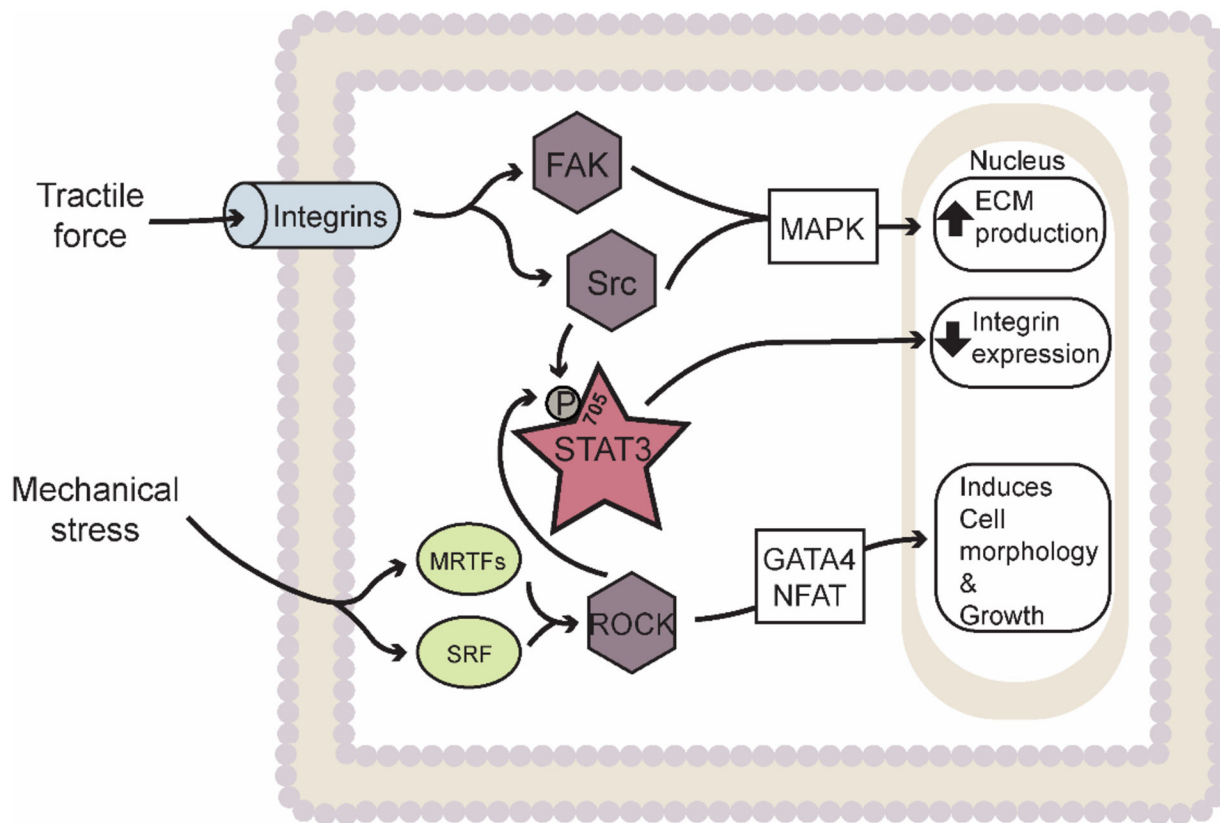 Tractile
force
Integrins
FAK
Src
MAPK
Nucleus
ECM
production
Integrin
expression
P
705
STAT3
Mechanical
stress
MRTFs
SRF
ROCK
GATA4
NFAT
Induces
Cell
morphology
&
Growth